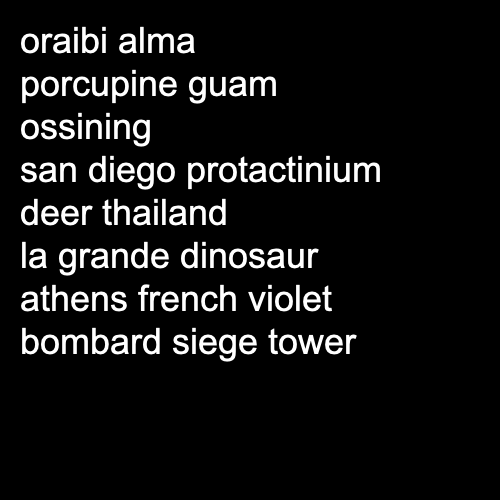 oraibi alma
porcupine guam
ossining
san diego protactinium
deer thailand
la grande dinosaur
athens french violet
bombard siege tower